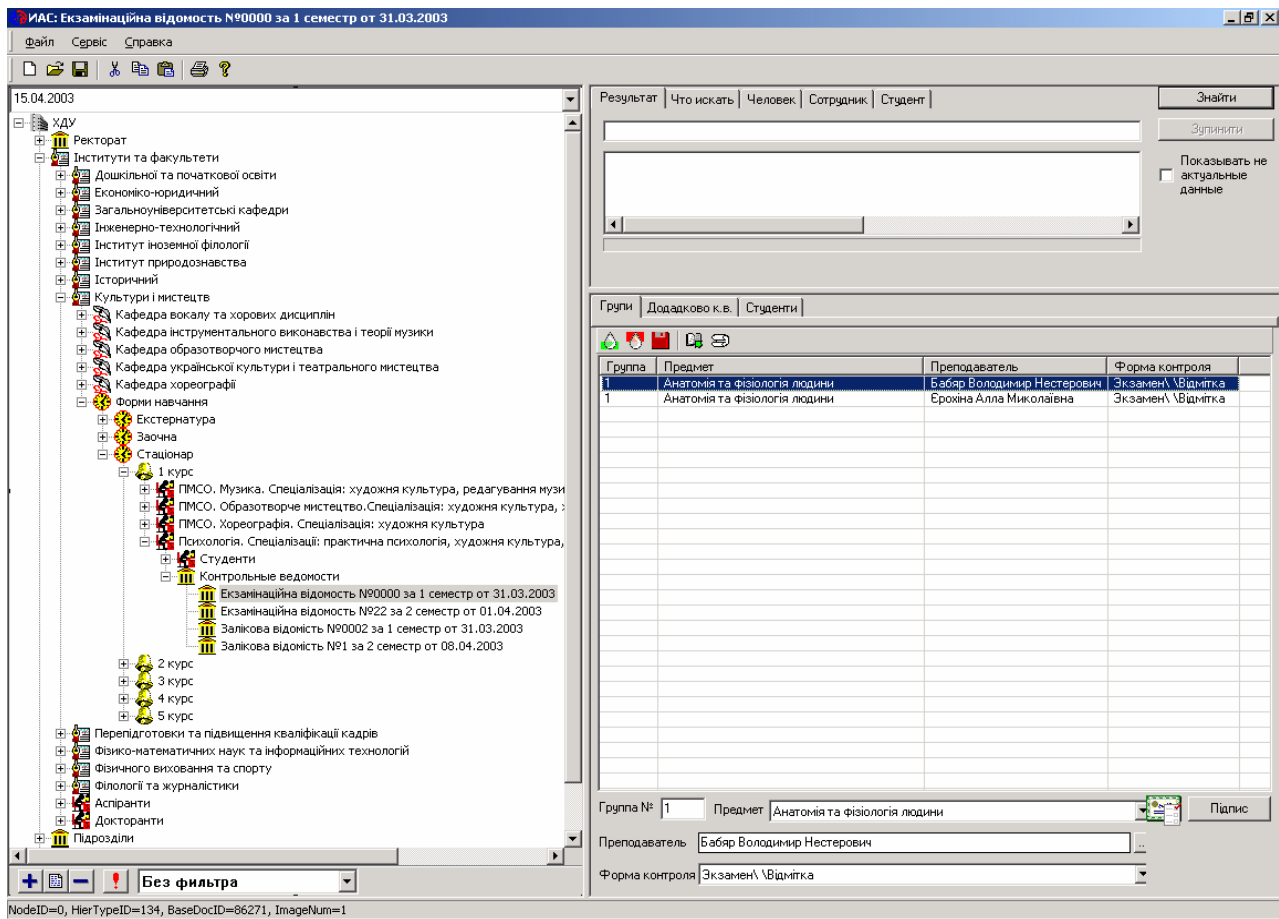 ИАС: Екзамінаційна відомость №0000 за 1 семестр от 31.03.2003
Файл Сервіс Справка
15.04.2003
ХДУ
Ректорат
Інститути та факультети
Дошкільної та початкової освіти
Економіко-юридичний
Загальноуніверситетські кафедри
Інженерно-технологічний
Інститут іноземної філології
Інститут природознавства
Історичний
Культури і мистецтв
Кафедра вокалу та хорових дисциплін
Кафедра інструментального виконавства і теорії музики
Кафедра образотворчого мистецтва
Кафедра української культури і театрального мистецтва
Кафедра хореографії
Форми навчання
Екстернатура
Заочна
Стаціонар
1 курс
ПМСО. Музика. Спеціалізація: художня культура, редагування музи
ПМСО. Образотворче мистецтво.Спеціалізація: художня культура,
ПМСО. Хореографія. Спеціалізація: художня культура
Психологія. Спеціалізації: практична психологія, художня культура,
Студенти
Контрольные ведомости
Екзамінаційна відомость №0000 за 1 семестр от 31.03.2003
Екзамінаційна відомость №22 за 2 семестр от 01.04.2003
Залікова відомість №0002 за 1 семестр от 31.03.2003
Залікова відомість №1 за 2 семестр от 08.04.2003
2 курс
3 курс
4 курс
5 курс
Перепідготовки та підвищення кваліфікації кадрів
Фізико-математичних наук та інформаційних технологій
Фізичного виховання та спорту
Філології та журналістики
Аспіранти
Докторанти
Підрозділи
Без фильтра
Результат Что искать Человек Сотрудник Студент
Знайти
Зупинити
Показывать не
актуальные
данные
Групи Додадково к.в. Студенти
Группа Предмет Преподаватель Форма контроля
1 Анатомія та фізіологія людини Бабяр Володимир Нестерович Экзамен\ \Відмітка
1 Анатомія та фізіологія людини Єрохіна Алла Миколаївна Экзамен\ \Відмітка
Группа № 1 Предмет Анатомія та фізіологія людини Підпис
Преподаватель Бабяр Володимир Нестерович ..
Форма контроля Экзамен\ \Відмітка
NodeID=0, HierTypeID=134, BaseDocID=86271, ImageNum=1